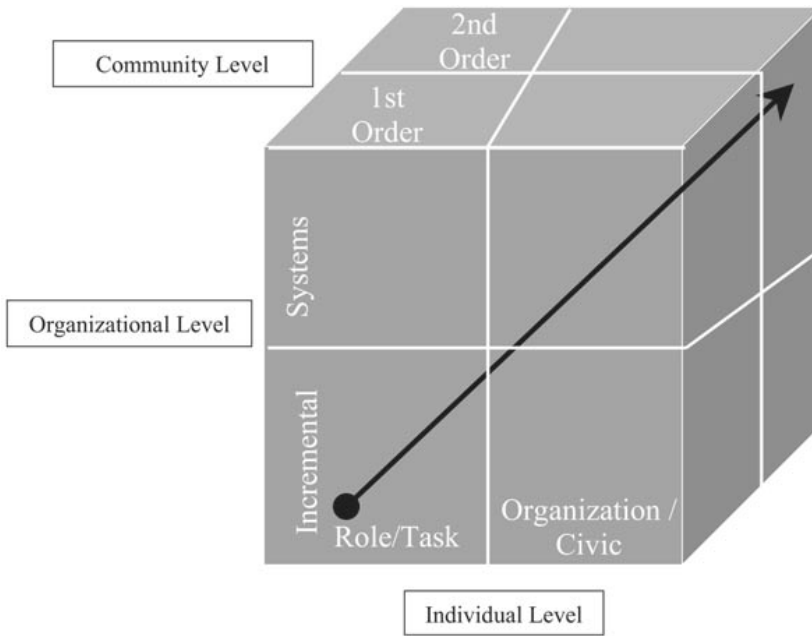 Community Level
2nd
Order
1st
Order
Systems
Organizational Level
Incremental
Role/Task
Organization /
Civic
Individual Level